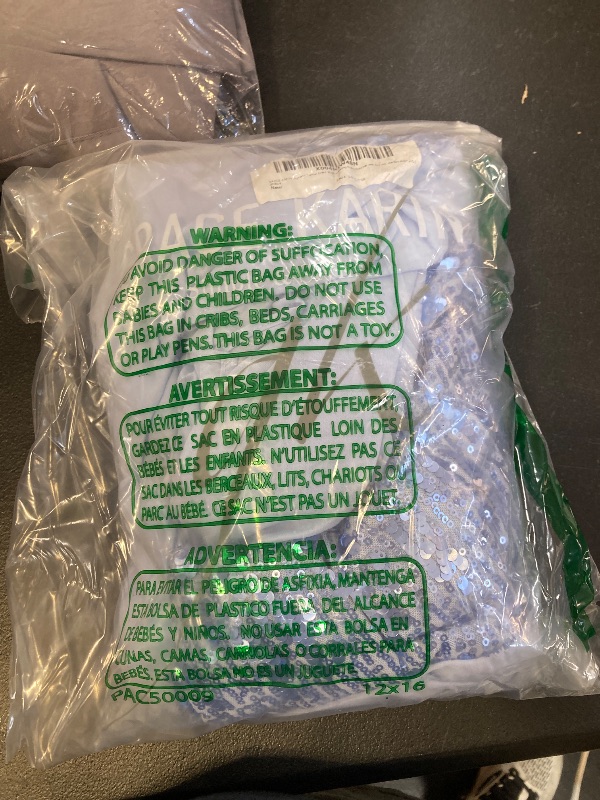 KARIN
WARNING:
AVOID DANGER OF SUFFOCATION,
KEEP THIS PLASTIC BAG AWAY FROM
BABIES AND CHILDREN. DO NOT USE
THIS BAG IN CRIBS, BEDS, CARRIAGES
OR PLAY PENS. THIS BAG IS NOT A TOY.
AVERTISSEMENT:
POUR ÉVITER TOUT RISQUE D'ÉTOUFFEMENT,
GARDEZ CE SAC EN PLASTIQUE LOIN DES
BÉBÉS ET LES ENFANTS. N'UTILISEZ PAS CE
SAC DANS LES BERCEAUX, LITS, CHARIOTS OU
PARC AU BÉBÉ. CE SAC N'EST PAS UN JOUET.
ADVERTENCIA:
PARA EVITAR EL PELIGRO DE ASFIXIA, MANTENGA
ESTA BOLSA DE PLASTICO FUERA DEL ALCANCE
DE BEBÉS Y NIÑOS. NO USAR ESTA BOLSA EN
CUNAS, CAMAS, CARRIOLAS O CORRALES PARA
BEBÉS, ESTA BOLSA NO ES UN JUGUETE.
PAC50009 12x16